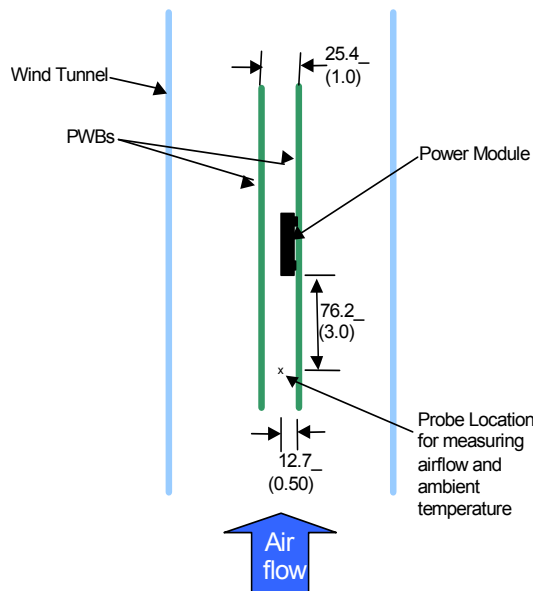 25.4_
(1.0)
Wind Tunnel
PWBs
Power Module
76.2_
(3.0)
x
Probe Location
for measuring
airflow and
ambient
temperature
12.7_
(0.50)
Air
flow